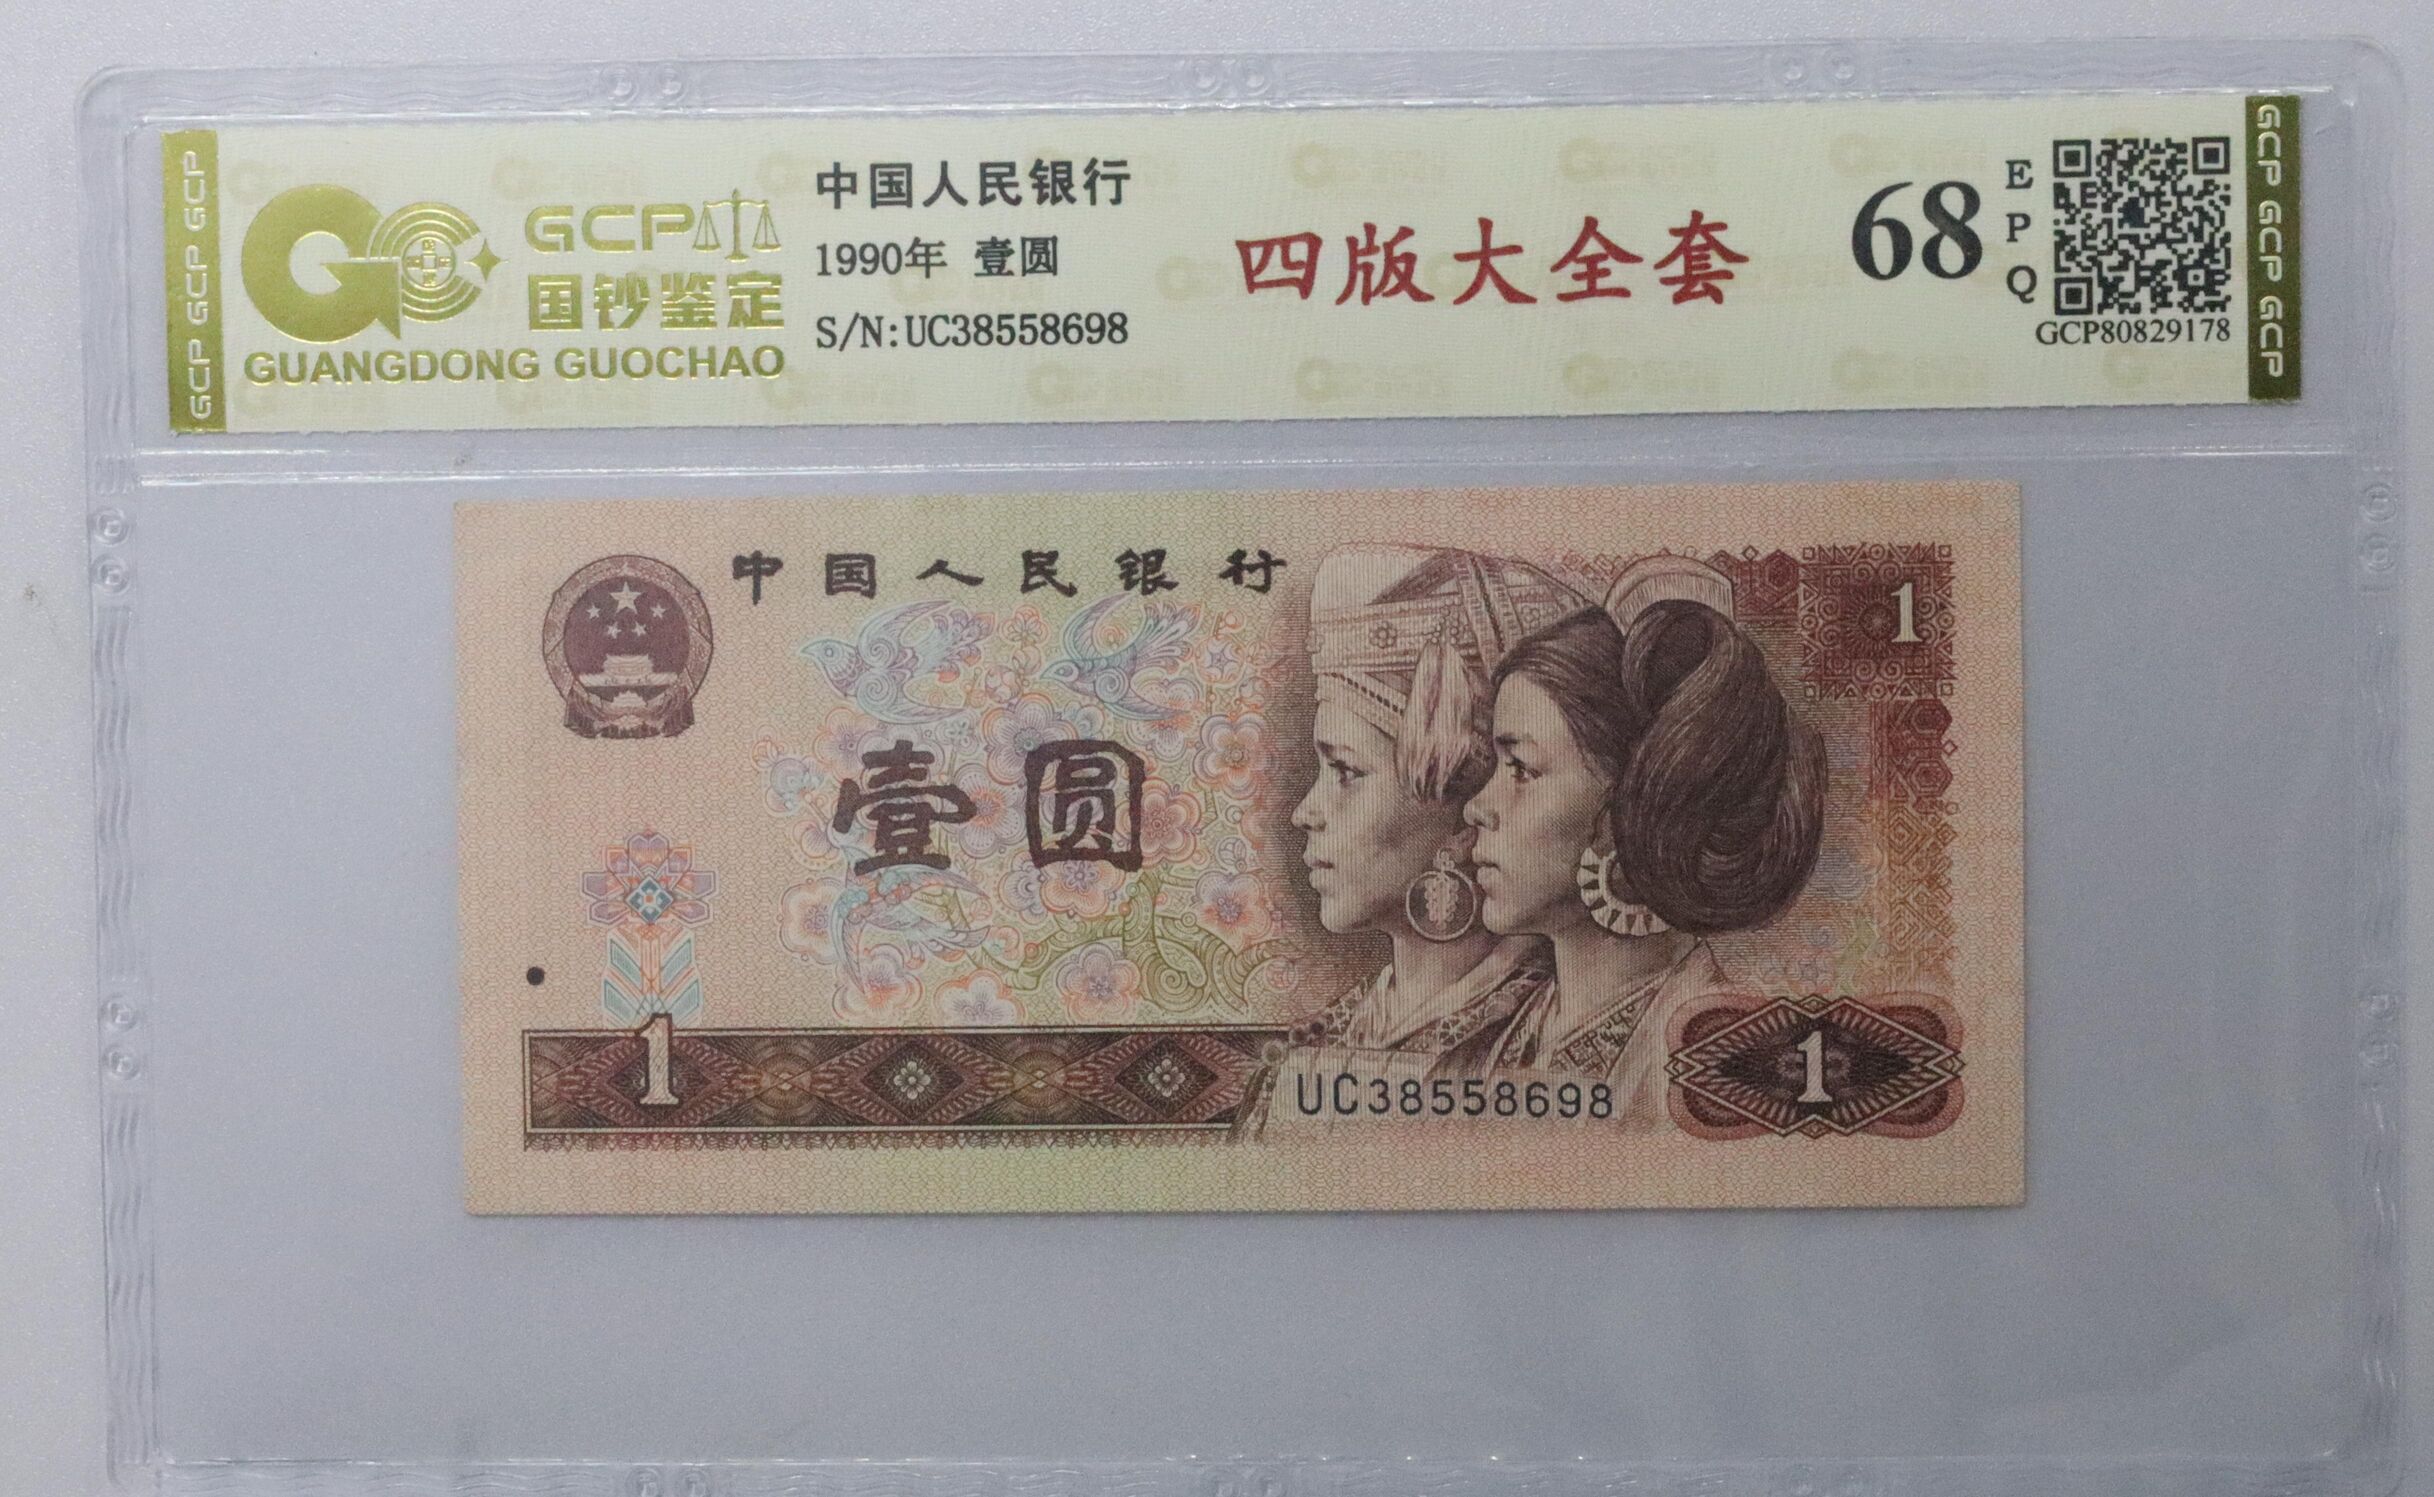 GCP GCP GCP
GCP
国钞鉴定
GUANGDONG GUOCHAO
中国人民银行
1990年 壹圆
S/N:UC38558698
四版大全套
68
E
P
Q
GCP80829178
GCP GCP GCP
中国人民银行
1
壹圆
1
UC38558698
1